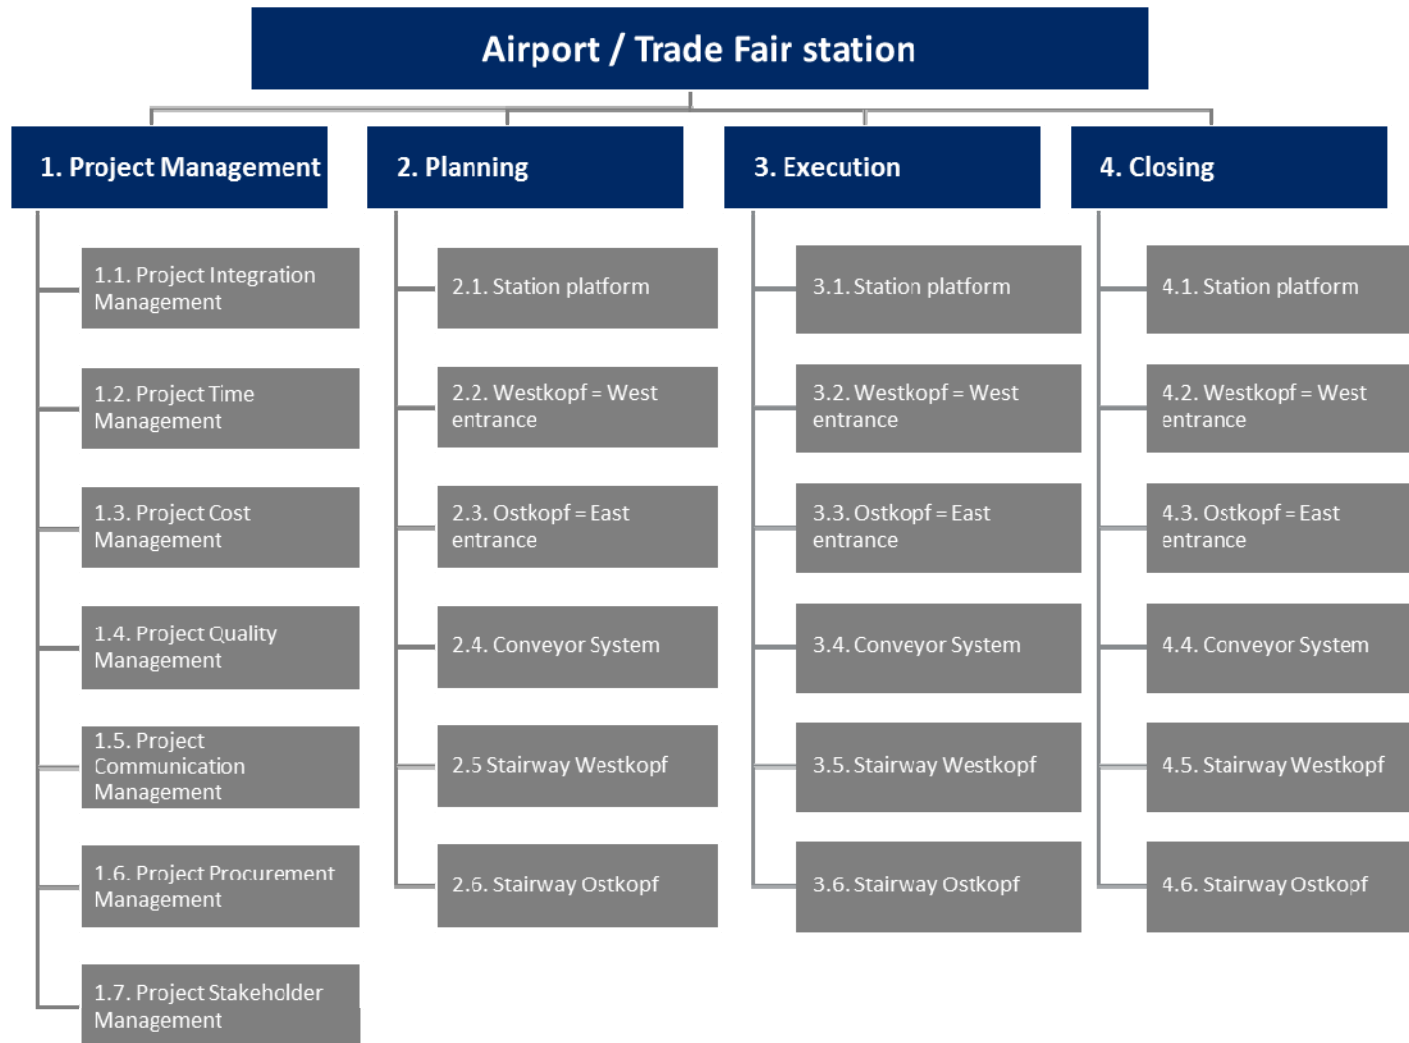 Airport / Trade Fair station
1. Project Management
1.1. Project Integration
Management
1.2. Project Time
Management
1.3. Project Cost
Management
1.4. Project Quality
Management
1.5. Project
Communication
Management
1.6. Project Procurement
Management
1.7. Project Stakeholder
Management
2. Planning
2.1. Station platform
2.2. Westkopf = West
entrance
2.3. Ostkopf = East
entrance
2.4. Conveyor System
2.5 Stairway Westkopf
2.6. Stairway Ostkopf
3. Execution
3.1. Station platform
3.2. Westkopf = West
entrance
3.3. Ostkopf = East
entrance
3.4. Conveyor System
3.5. Stairway Westkopf
3.6. Stairway Ostkopf
4. Closing
4.1. Station platform
4.2. Westkopf = West
entrance
4.3. Ostkopf = East
entrance
4.4. Conveyor System
4.5. Stairway Westkopf
4.6. Stairway Ostkopf